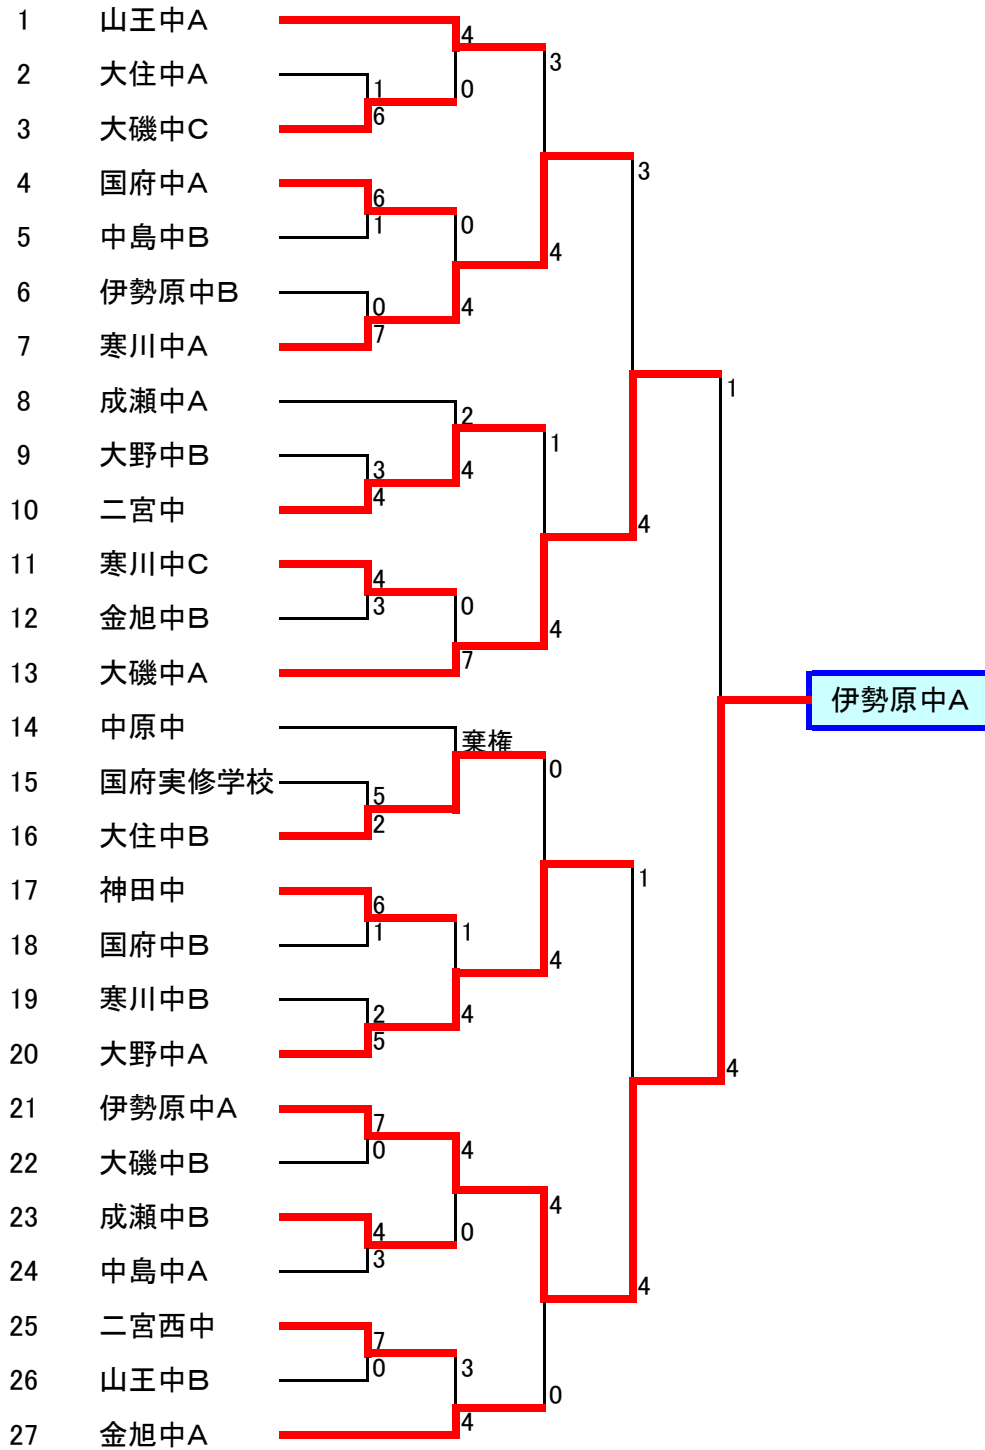 1 山王中A
4
3
2 大住中A
1
0
6
3 大磯中C
3
4 国府中A
6
0
1
5 中島中B
4
6 伊勢原中B
0
4
7
7 寒川中A
1
8 成瀬中A
2
1
9 大野中B
3
4
4
10 二宮中
4
11 寒川中C
4
0
3
12 金旭中B
4
7
13 大磯中A
伊勢原中A
14 中原中
棄権
0
15 国府実修学校
5
2
16 大住中B
1
17 神田中
6
1
1
18 国府中B
4
19 寒川中B
2
4
5
20 大野中A
4
21 伊勢原中A
7
4
0
22 大磯中B
4
23 成瀬中B
4
0
3
24 中島中A
4
25 二宮西中
7
3
0
26 山王中B
0
4
27 金旭中A